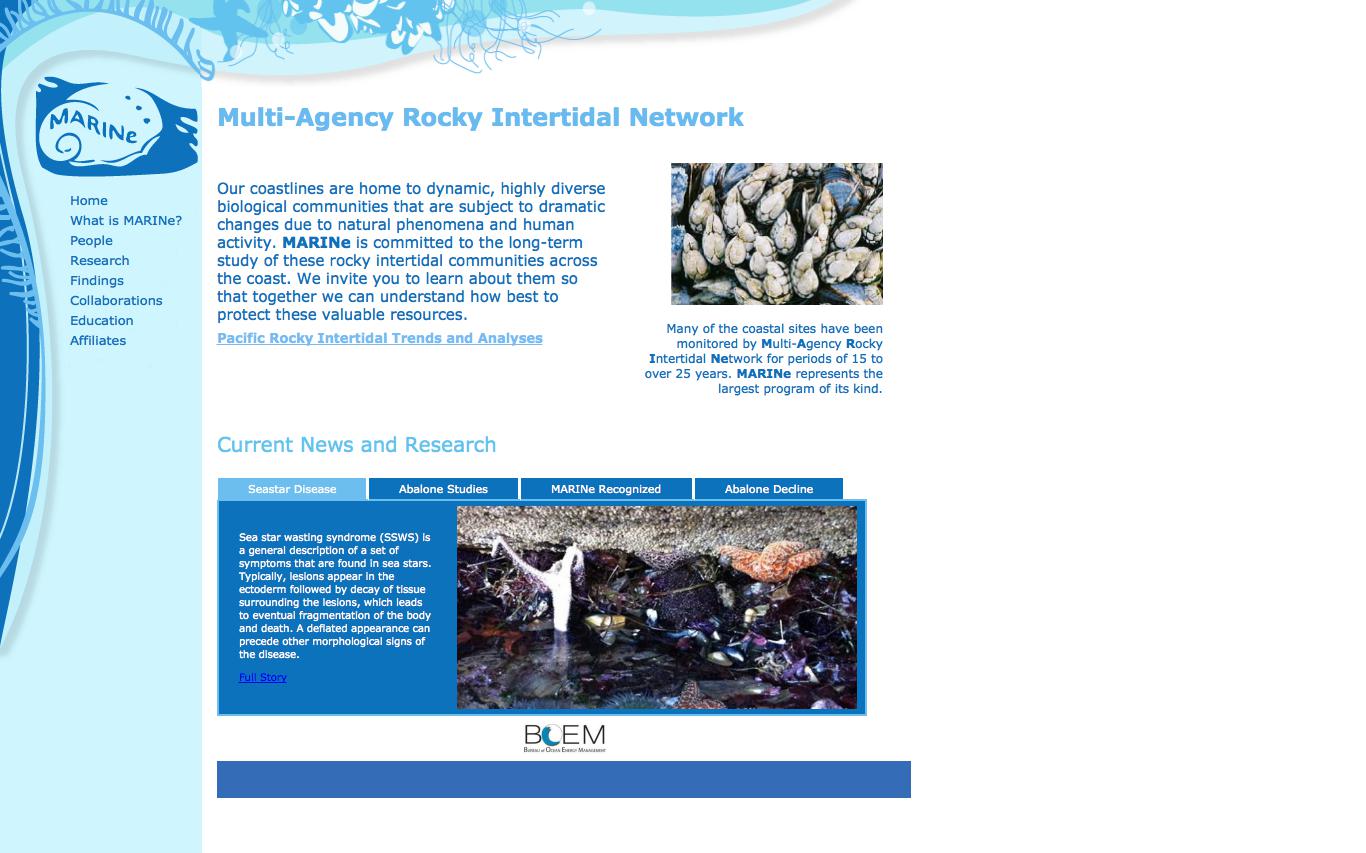 MARINe
Home
What is MARINe?
People
Research
Findings
Collaborations
Education
Affiliates
Multi-Agency Rocky Intertidal Network
Our coastlines are home to dynamic, highly diverse
biological communities that are subject to dramatic
changes due to natural phenomena and human
activity. MARINe is committed to the long-term
study of these rocky intertidal communities across
the coast. We invite you to learn about them so
that together we can understand how best to
protect these valuable resources.
Pacific Rocky Intertidal Trends and Analyses
Many of the coastal sites have been
monitored by Multi-Agency Rocky
Intertidal Network for periods of 15 to
over 25 years. MARINe represents the
largest program of its kind.
Current News and Research
Seastar Disease
Abalone Studies
MARINe Recognized
Abalone Decline
Sea star wasting syndrome (SSWS) is
a general description of a set of
symptoms that are found in sea stars.
Typically, lesions appear in the
ectoderm followed by decay of tissue
surrounding the lesions, which leads
to eventual fragmentation of the body
and death. A deflated appearance can
precede other morphological signs of
the disease.
Full Story
BOEM
Bureau of Ocean Energy Management